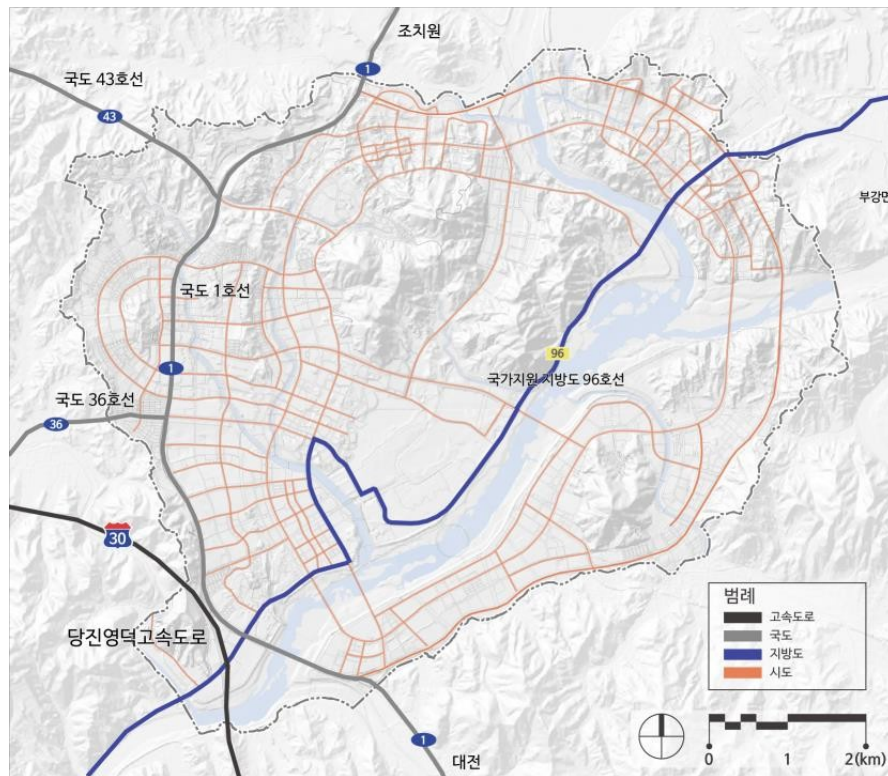 조치원
국도 43호선
1
43
부강면
국도 1호선
96
국가지원 지방도 96호선
1
국도 36호선
36
30
당진영덕고속도로
범례
고속도로
국도
지방도
시도
1
대전
0 1 2(km)